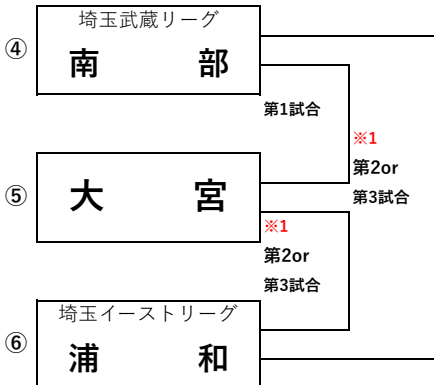 埼玉武蔵リーグ
④
南 部
第1試合
※1
第2or
第3試合
⑤
大 宮
※1
第2or
第3試合
埼玉イーストリーグ
⑥
浦 和